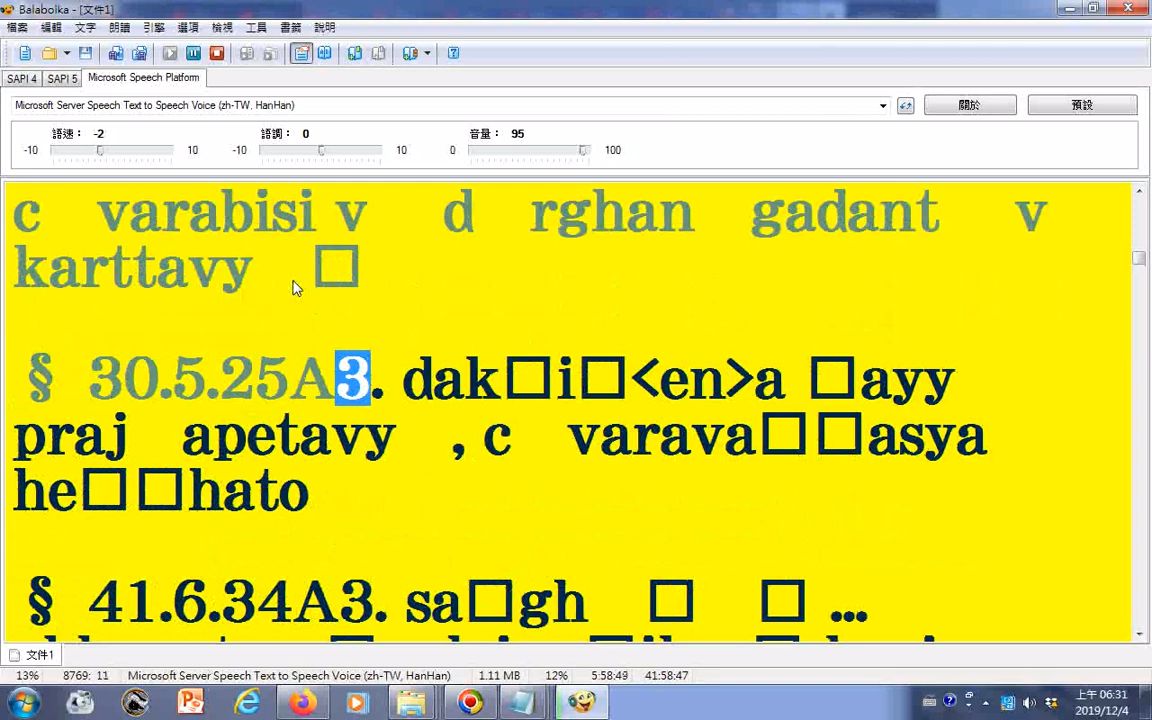 Balabolka - [文件1]
檔案 編輯 文字 朗讀 引擎 選項 檢視 工具 書籤 說明
SAPI 4 SAPI 5 Microsoft Speech Platform
Microsoft Server Speech Text to Speech Voice (zh-TW, HanHan) 關於 預設
語速： -2 語調： 0 音量： 95
-10 10 -10 10 0 100
c varabisi v d rghan gadant v
karttavy □
§ 30.5.25A3. dak□i□<en>a □ayy
praj apetavy , c varava□□asya
he□□hato
§ 41.6.34A3. sa□gh □ □ ...
文件1
13% 8769: 11 Microsoft Server Speech Text to Speech Voice (zh-TW, HanHan) 1.11 MB 12% 5:58:49 41:58:47
上午 06:31
2019/12/4